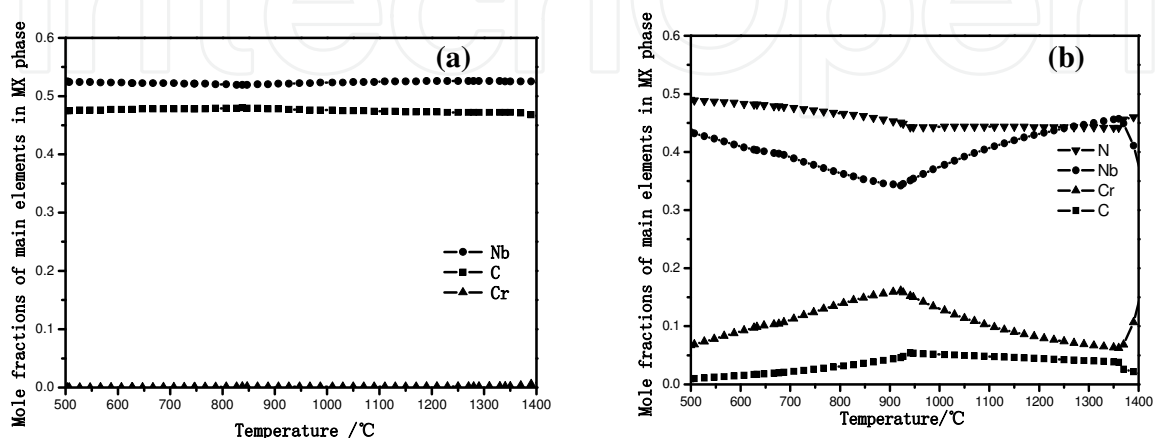 IntechOpen
(a)
Mole fractions of main elements in MX phase
0.6
0.5
0.4
0.3
0.2
0.1
0.0
Nb
C
Cr
500 600 700 800 900 1000 1100 1200 1300 1400
Temperature /℃
(b)
Mole fractions of main elements in MX phase
0.6
0.5
0.4
0.3
0.2
0.1
0.0
N
Nb
Cr
C
500 600 700 800 900 1000 1100 1200 1300 1400
Temperature/℃